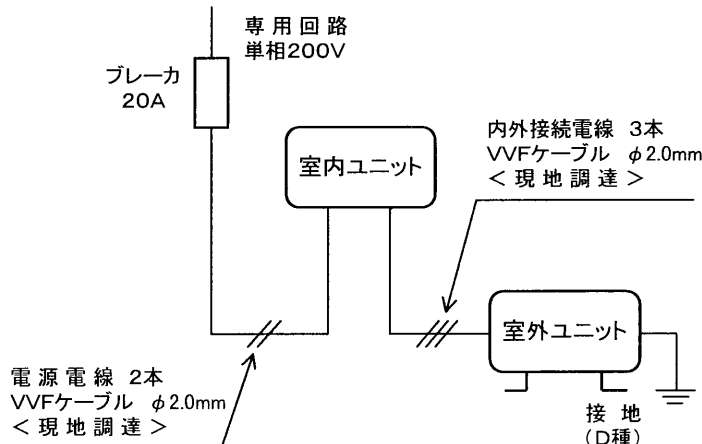 専用回路
単相200V
ブレーカ
20A
内外接続電線 3本
VVFケーブル φ2.0mm
<現地調達>
室内ユニット
室外ユニット
電源電線 2本
VVFケーブル φ2.0mm
<現地調達>
接地
(D種)